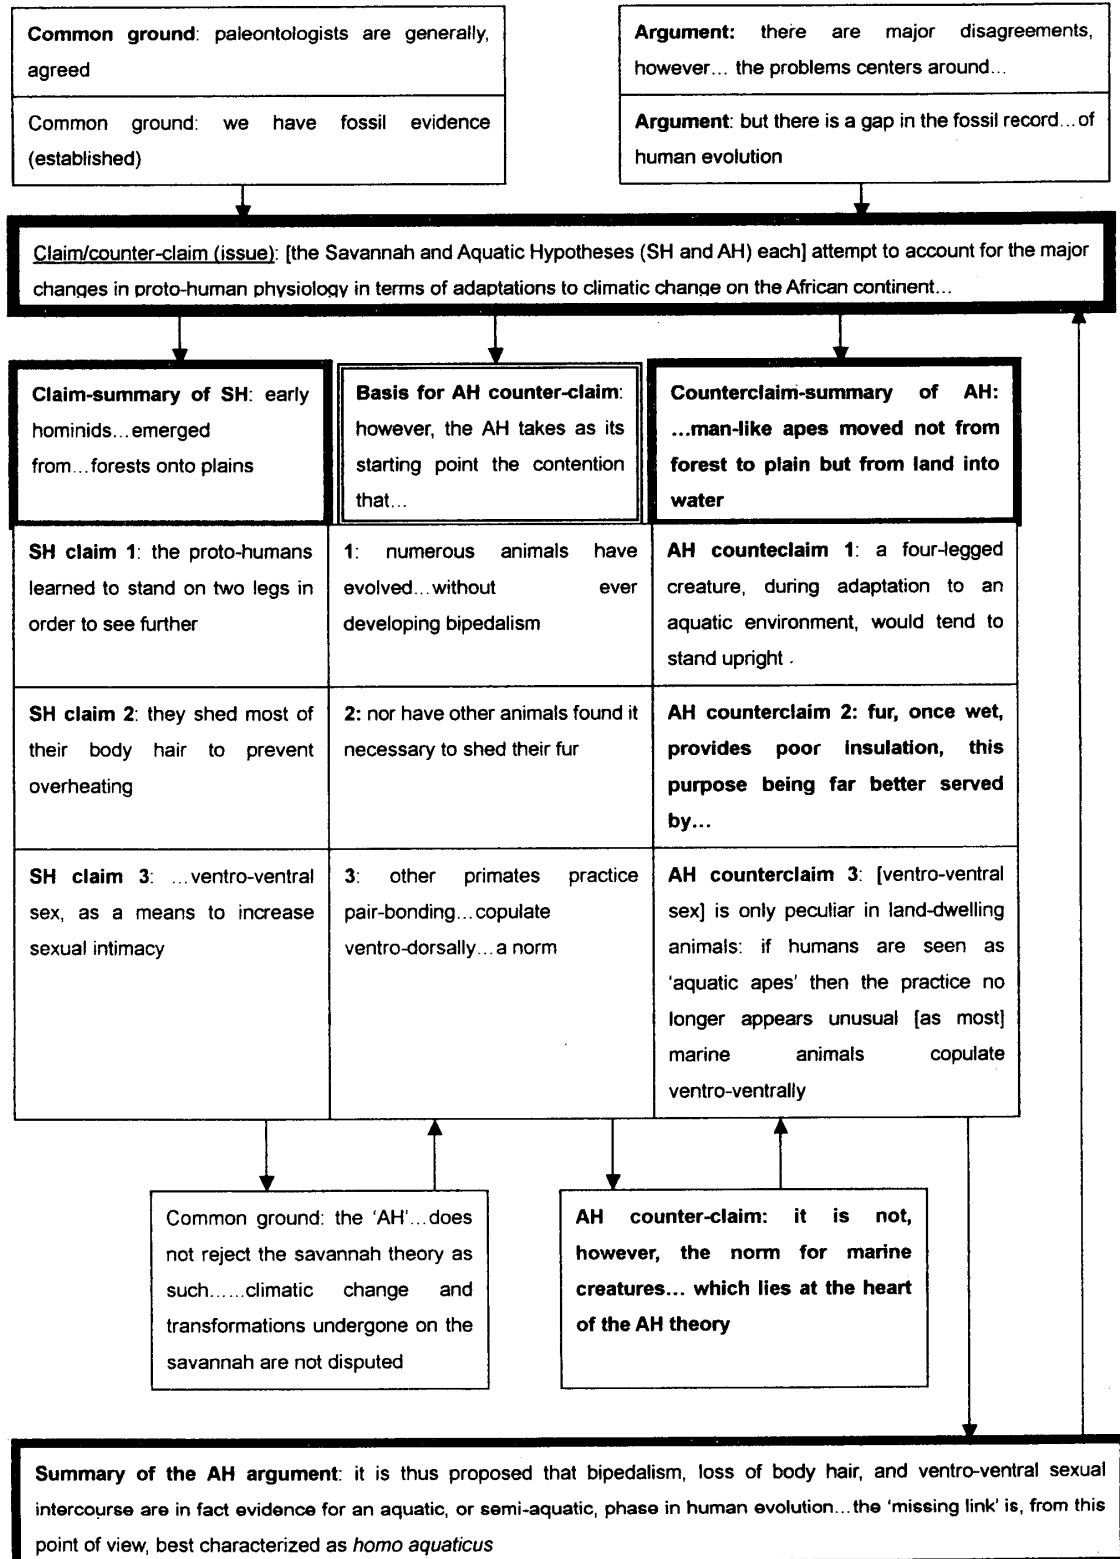 Common ground: paleontologists are generally,
agreed
Common ground: we have fossil evidence
(established)
Argument: there are major disagreements,
however... the problems centers around...
Argument: but there is a gap in the fossil record...of
human evolution
Claim/counter-claim (issue): [the Savannah and Aquatic Hypotheses (SH and AH) each] attempt to account for the major
changes in proto-human physiology in terms of adaptations to climatic change on the African continent...
Claim-summary of SH: early
hominids...emerged
from...forests onto plains
Basis for AH counter-claim:
however, the AH takes as its
starting point the contention
that...
Counterclaim-summary of AH:
...man-like apes moved not from
forest to plain but from land into
water
SH claim 1: the proto-humans
learned to stand on two legs in
order to see further
1: numerous animals have
evolved...without ever
developing bipedalism
AH counteclaim 1: a four-legged
creature, during adaptation to an
aquatic environment, would tend to
stand upright .
SH claim 2: they shed most of
their body hair to prevent
overheating
2: nor have other animals found it
necessary to shed their fur
AH counterclaim 2: fur, once wet,
provides poor insulation, this
purpose being far better served
by...
SH claim 3: ...ventro-ventral
sex, as a means to increase
sexual intimacy
3: other primates practice
pair-bonding...copulate
ventro-dorsally...a norm
AH counterclaim 3: [ventro-ventral
sex] is only peculiar in land-dwelling
animals: if humans are seen as
'aquatic apes' then the practice no
longer appears unusual [as most]
marine animals copulate
ventro-ventrally
Common ground: the 'AH'...does
not reject the savannah theory as
such......climatic change and
transformations undergone on the
savannah are not disputed
AH counter-claim: it is not,
however, the norm for marine
creatures... which lies at the heart
of the AH theory
Summary of the AH argument: it is thus proposed that bipedalism, loss of body hair, and ventro-ventral sexual
intercourse are in fact evidence for an aquatic, or semi-aquatic, phase in human evolution...the 'missing link' is, from this
point of view, best characterized as homo aquaticus